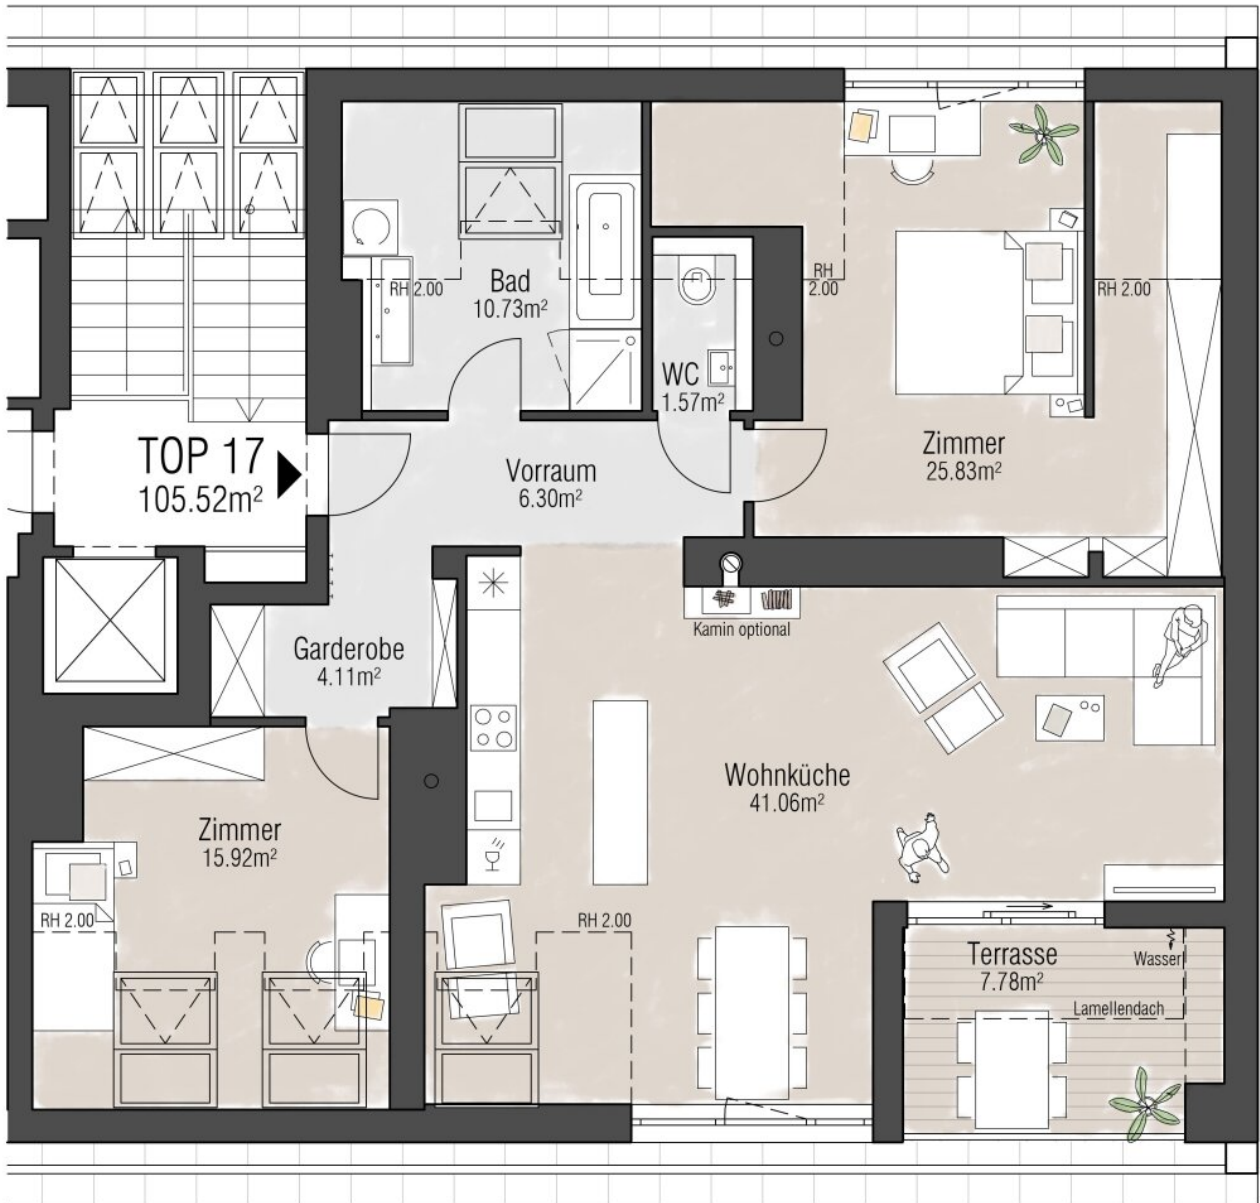 RH 2.00
Bad
10.73m²
WC
1.57m²
RH
2.00
RH 2.00
TOP 17
105.52m²
Vorraum
6.30m²
Zimmer
25.83m²
Garderobe
4.11m²
Kamin optional
Wohnküche
41.06m²
Zimmer
15.92m²
RH 2.00
RH 2.00
Terrasse
7.78m²
Wasser
Lamellendach